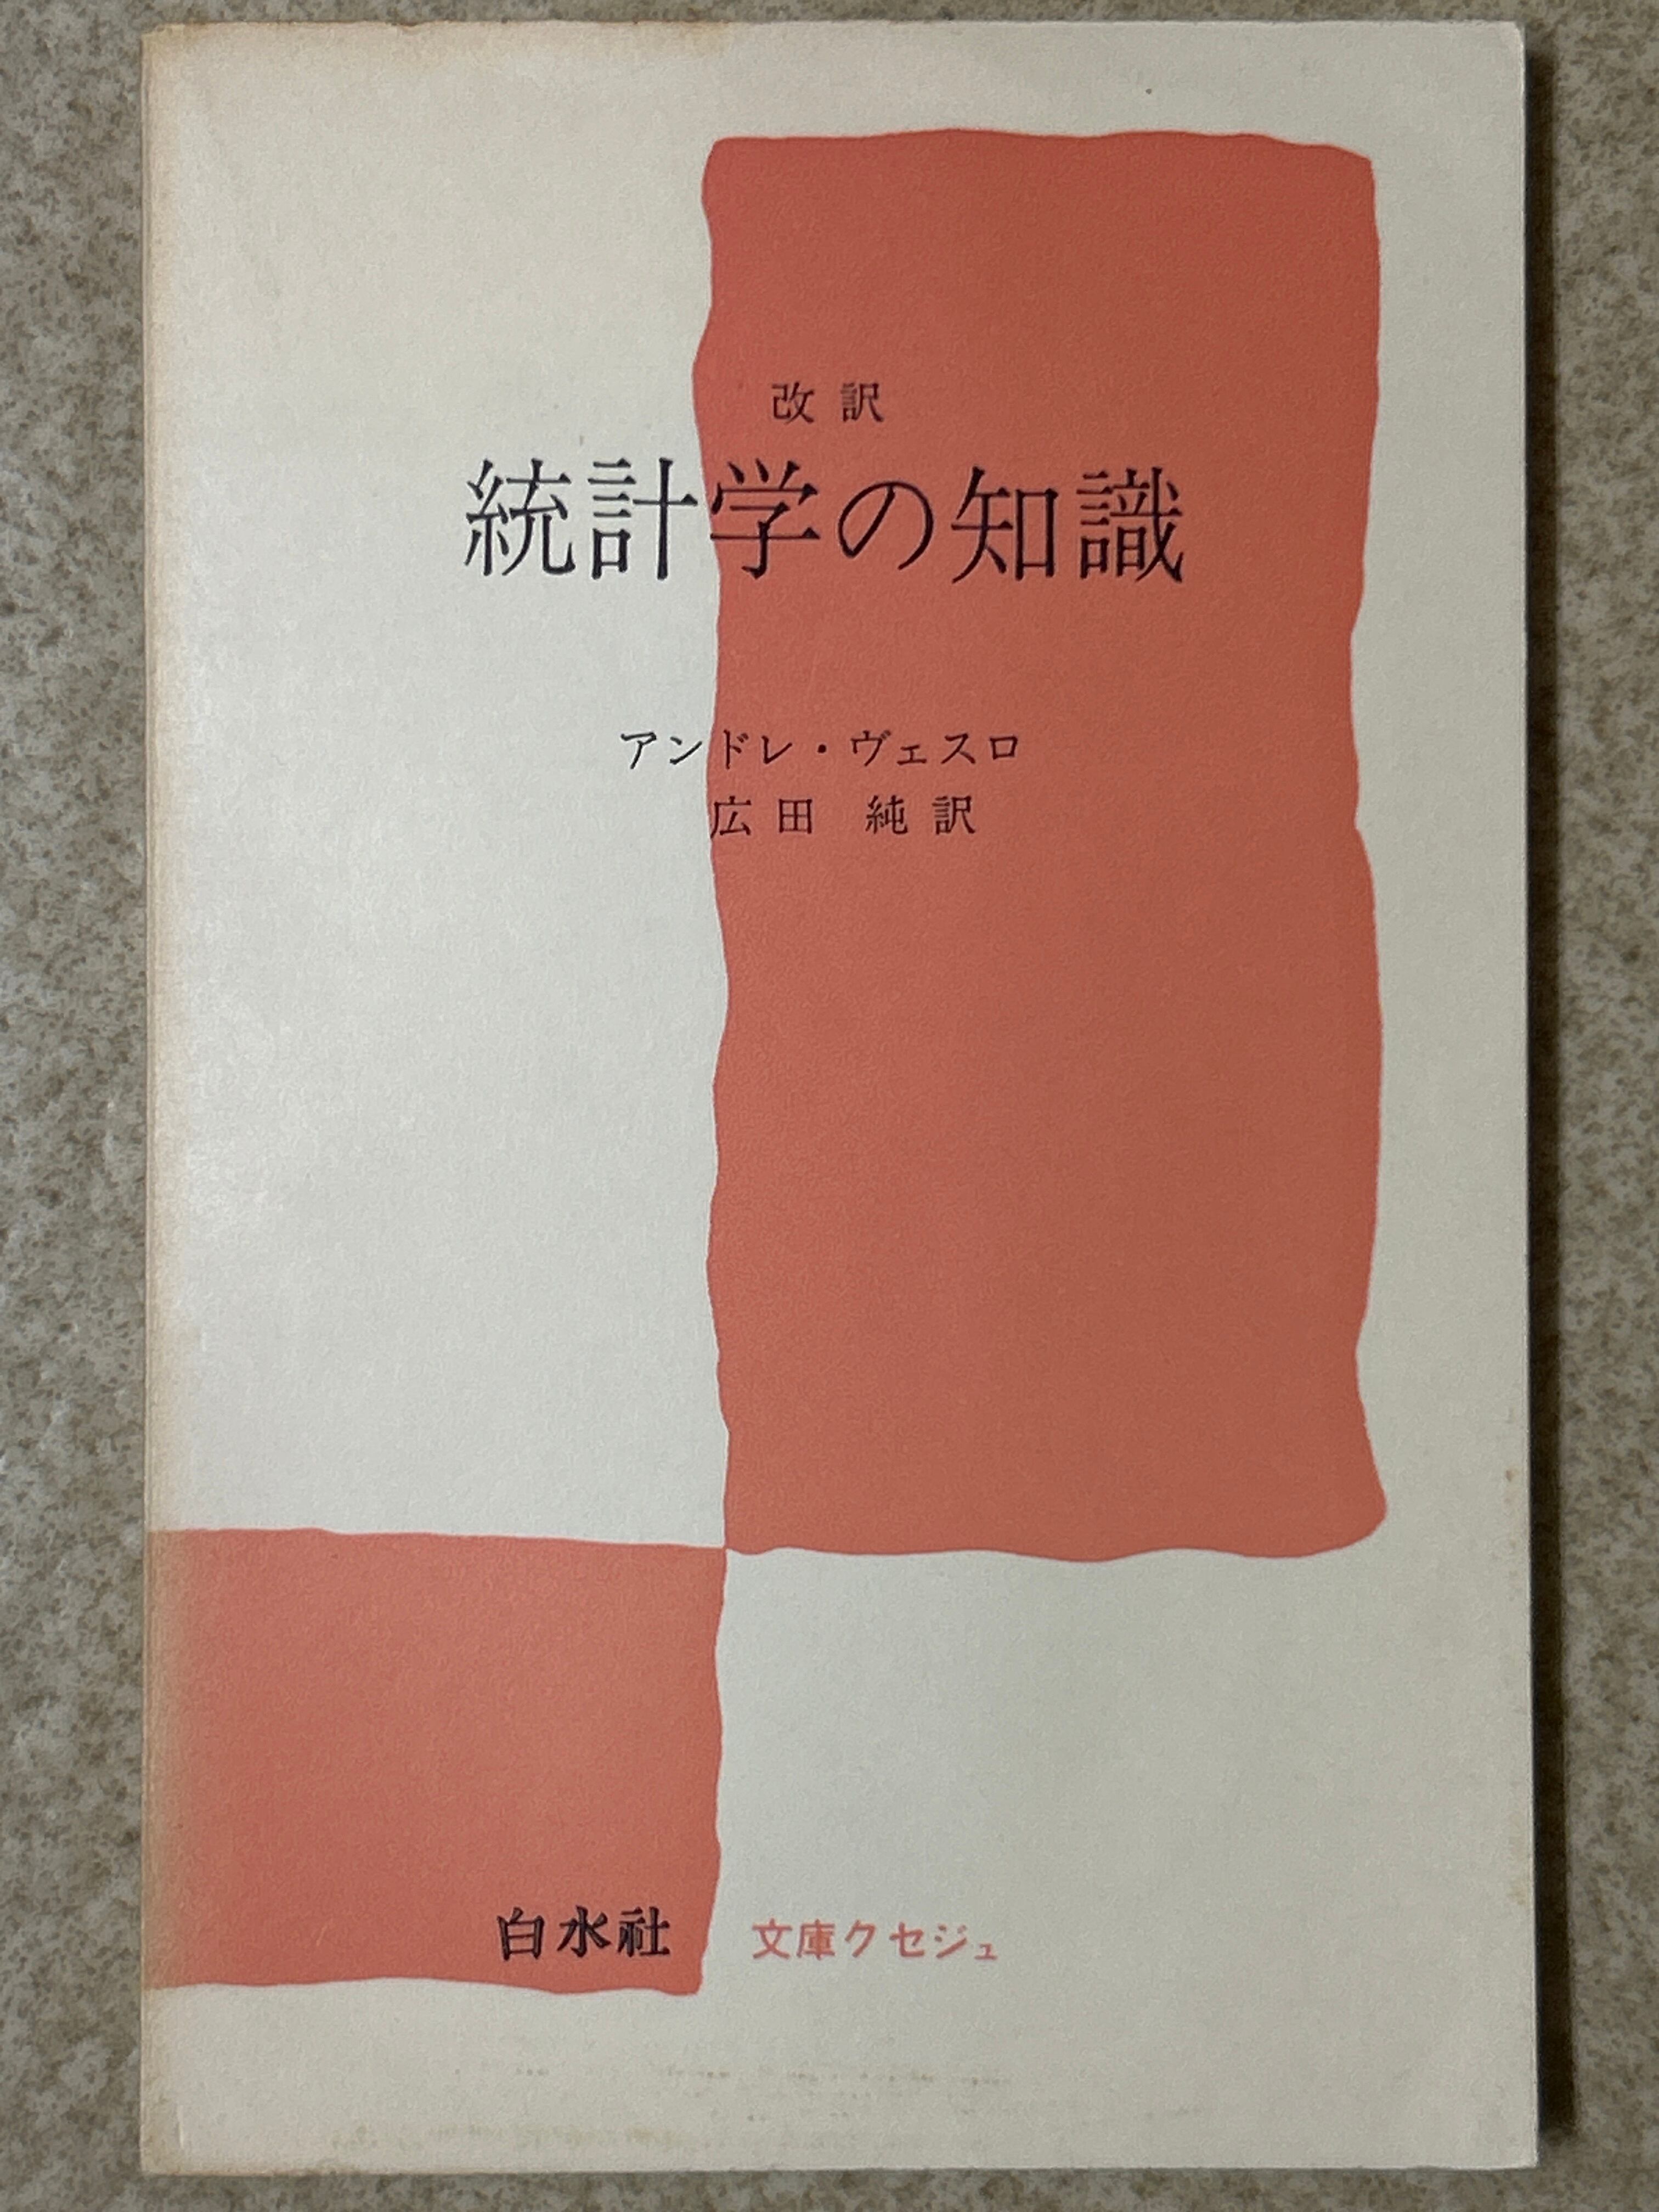 改訳
統計学の知識
アンドレ・ヴェスロ
広田 純訳
白水社 文庫クセジュ